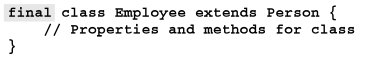 final class Employee extends Person {
    // Properties and methods for class
}